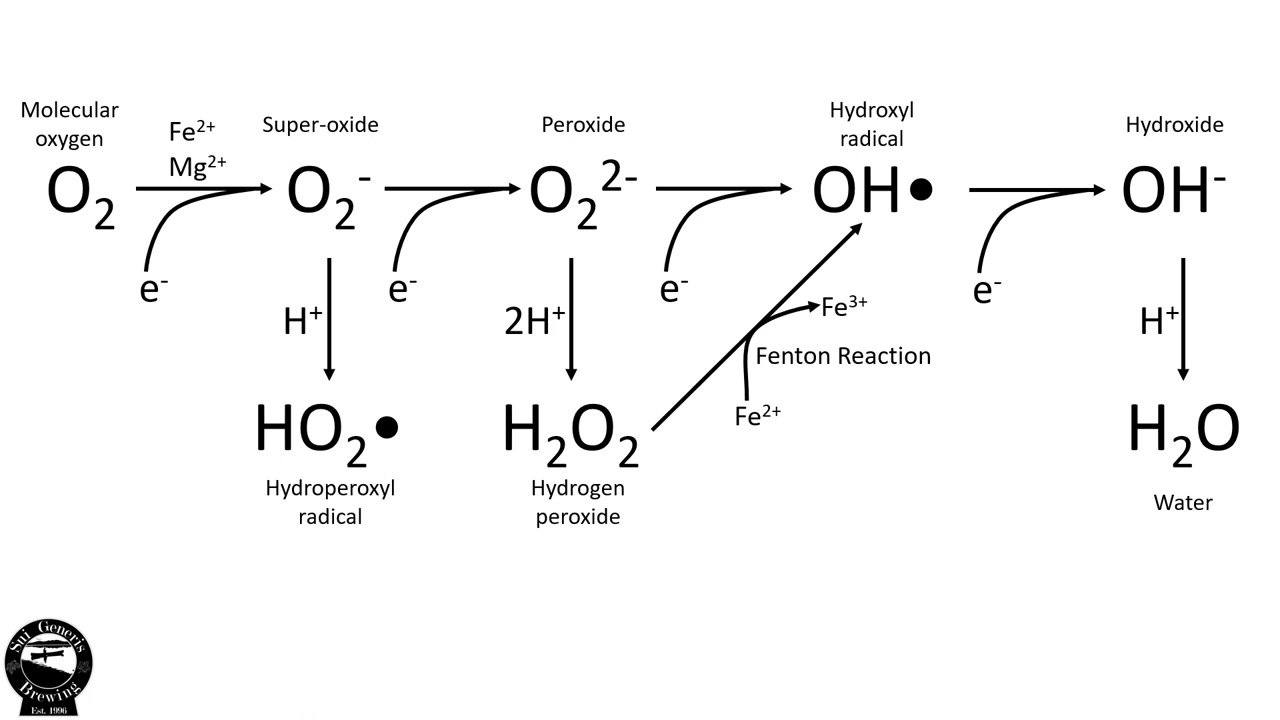 Molecular
oxygen
Fe²⁺
Mg²⁺
Super-oxide
Peroxide
Hydroxyl
radical
Hydroxide
O₂
O₂⁻
O₂²⁻
OH•
OH⁻
e⁻
e⁻
e⁻
e⁻
H⁺
2H⁺
Fe³⁺
Fenton Reaction
Fe²⁺
H⁺
HO₂•
H₂O₂
H₂O
Hydroperoxyl
radical
Hydrogen
peroxide
Water
Sui Generis
Brewing
Est. 1996